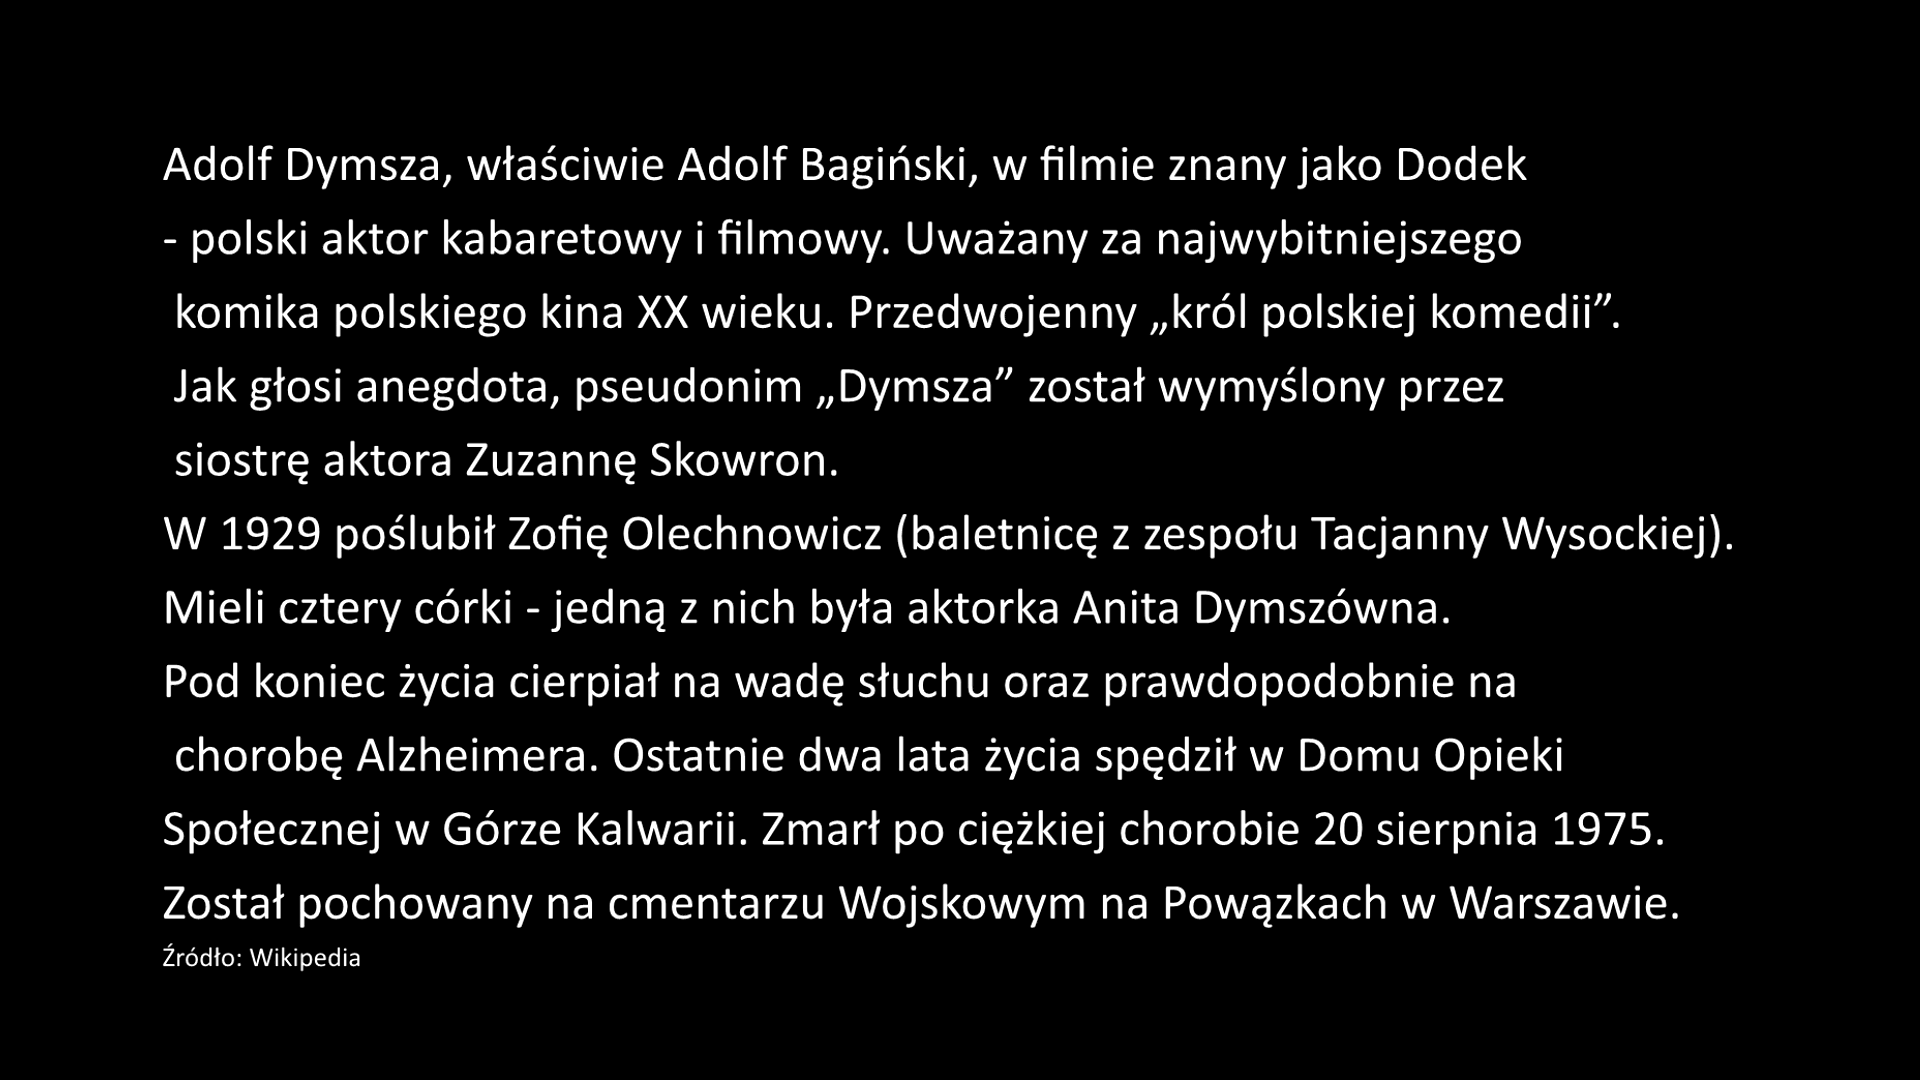 Adolf Dymsza, właściwie Adolf Bagiński, w filmie znany jako Dodek
- polski aktor kabaretowy i filmowy. Uważany za najwybitniejszego
komika polskiego kina XX wieku. Przedwojenny „król polskiej komedii”.
Jak głosi anegdota, pseudonim „Dymsza” został wymyślony przez
siostrę aktora Zuzannę Skowron.
W 1929 poślubił Zofię Olechnowicz (baletnicę z zespołu Tacjanny Wysockiej).
Mieli cztery córki - jedną z nich była aktorka Anita Dymszówna.
Pod koniec życia cierpiał na wadę słuchu oraz prawdopodobnie na
chorobę Alzheimera. Ostatnie dwa lata życia spędził w Domu Opieki
Społecznej w Górze Kalwarii. Zmarł po ciężkiej chorobie 20 sierpnia 1975.
Został pochowany na cmentarzu Wojskowym na Powązkach w Warszawie.
Źródło: Wikipedia